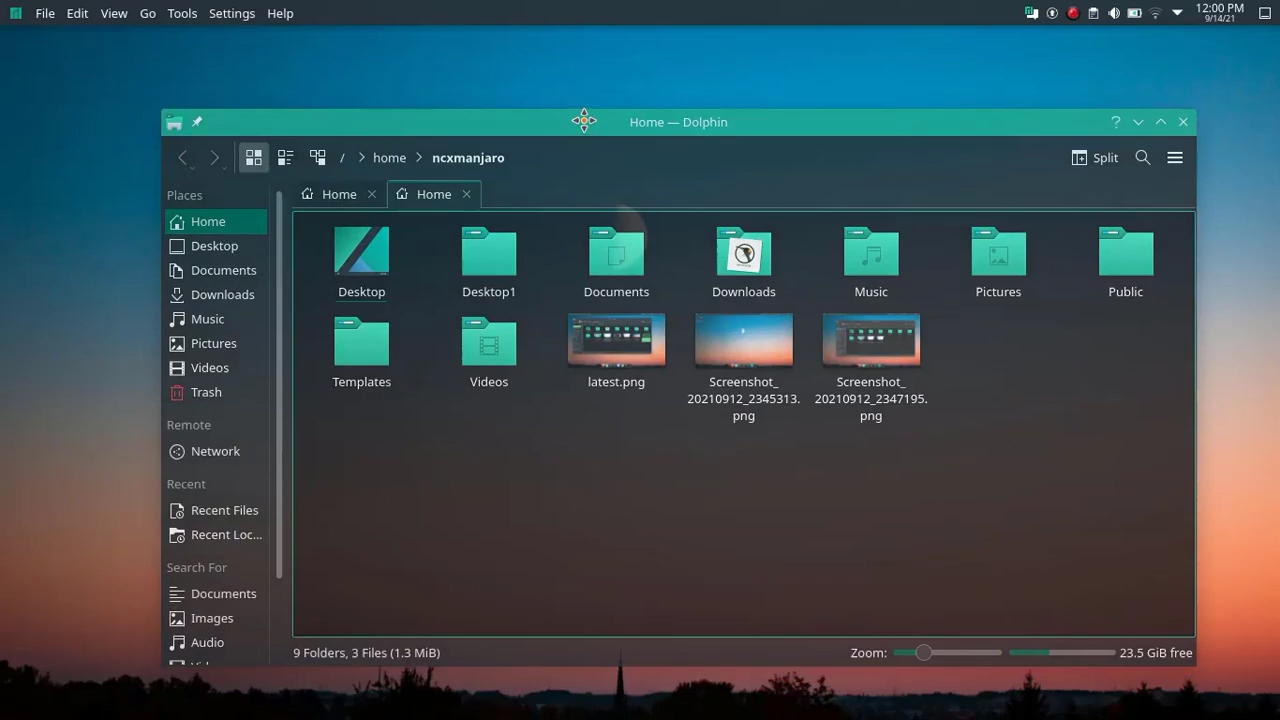 File Edit View Go Tools Settings Help
12:00 PM
9/14/21
Home — Dolphin
/ home ncxmanjaro
Split
Places
Home
Desktop
Documents
Downloads
Music
Pictures
Videos
Trash
Remote
Network
Recent
Recent Files
Recent Loc...
Search For
Documents
Images
Audio
Home Home
Desktop Desktop1 Documents Downloads Music Pictures Public
Templates Videos latest.png
Screenshot_
20210912_2345313.
png
Screenshot_
20210912_2347195.
png
9 Folders, 3 Files (1.3 MiB)
Zoom:
23.5 GiB free